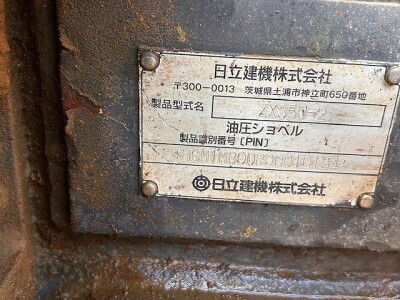 日立建機株式会社
〒300-0013 茨城県土浦市神立町650番地
製品型式名
油圧ショベル
製品識別番号〔PIN〕
日立建機株式会社